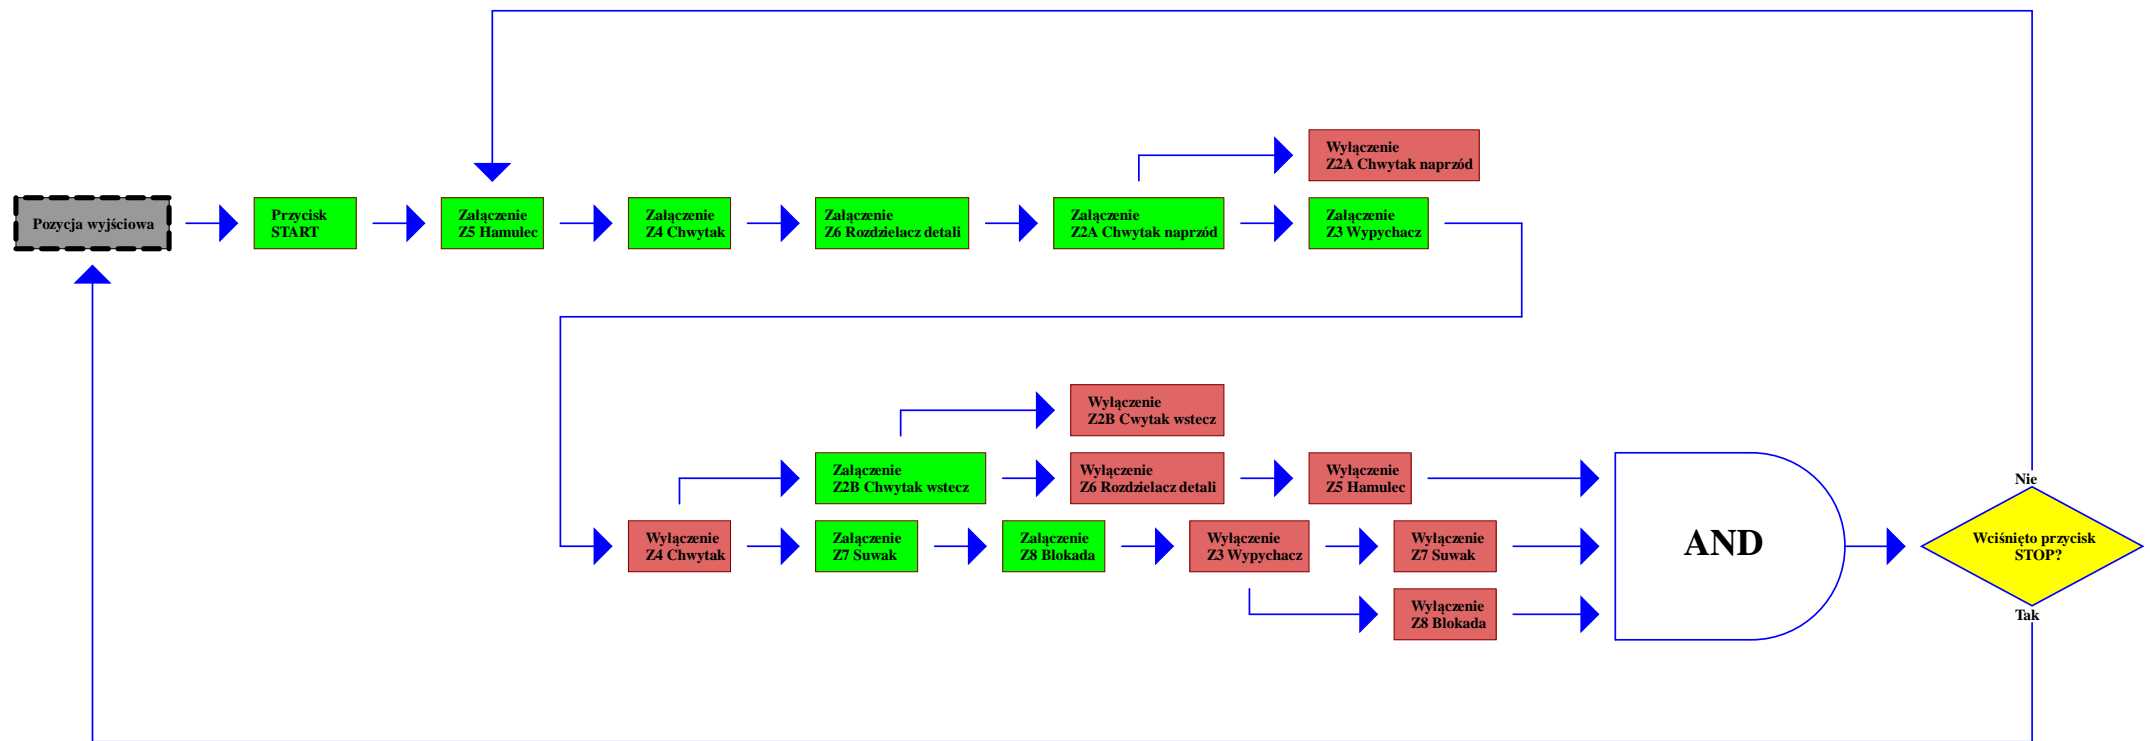 Wyłączenie
Z2A Chwytak naprzód
Pozycja wyjściowa
Przycisk
START
Załączenie
Z5 Hamulec
Załączenie
Z4 Chwytak
Załączenie
Z6 Rozdzielacz detali
Załączenie
Z2A Chwytak naprzód
Załączenie
Z3 Wypychacz
Wyłączenie
Z2B Cwytak wstecz
Załączenie
Z2B Chwytak wstecz
Wyłączenie
Z6 Rozdzielacz detali
Wyłączenie
Z5 Hamulec
Nie
Wyłączenie
Z4 Chwytak
Załączenie
Z7 Suwak
Załączenie
Z8 Blokada
Wyłączenie
Z3 Wypychacz
Wyłączenie
Z7 Suwak
AND
Wciśnięto przycisk
STOP?
Wyłączenie
Z8 Blokada
Tak